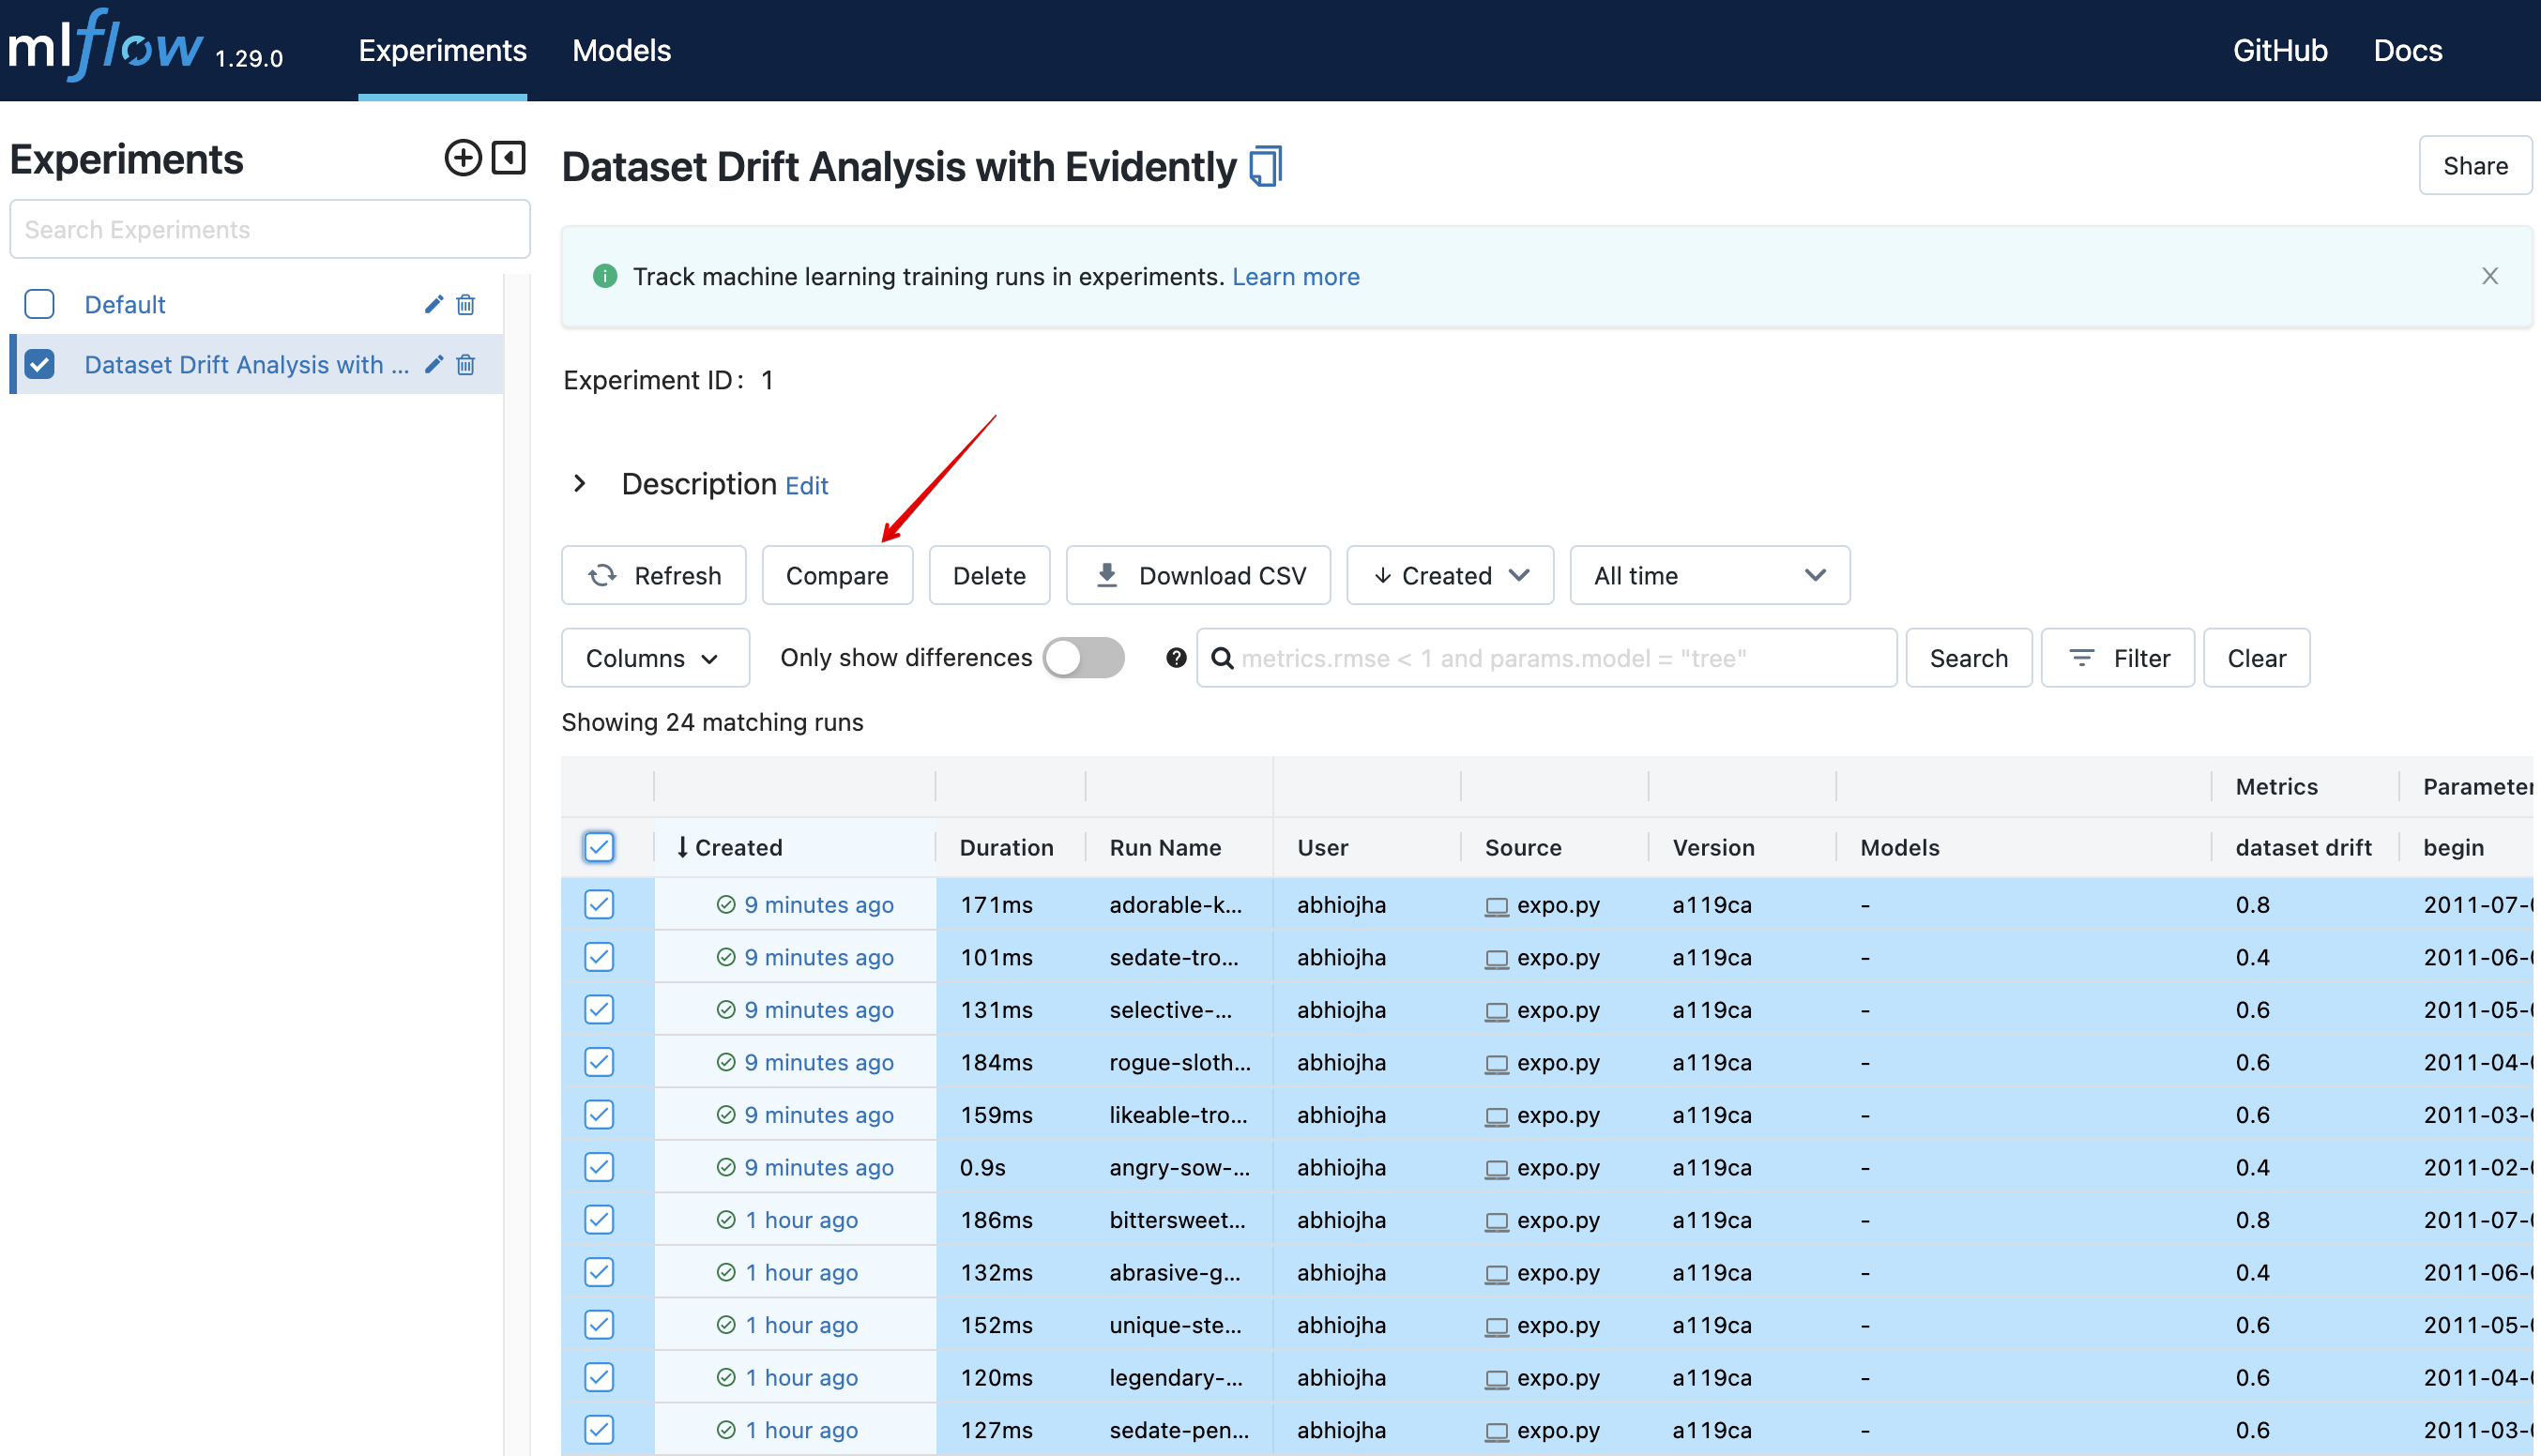 mlflow 1.29.0 Experiments Models GitHub Docs
Experiments
Search Experiments
Default
Dataset Drift Analysis with ...
Dataset Drift Analysis with Evidently
Share
Track machine learning training runs in experiments. Learn more
Experiment ID: 1
Description Edit
Refresh Compare Delete Download CSV Created All time
Columns Only show differences metrics.rmse < 1 and params.model = "tree" Search Filter Clear
Showing 24 matching runs
Metrics Parameter
Created Duration Run Name User Source Version Models dataset drift begin
9 minutes ago 171ms adorable-k... abhiojha expo.py a119ca - 0.8 2011-07-
9 minutes ago 101ms sedate-tro... abhiojha expo.py a119ca - 0.4 2011-06-
9 minutes ago 131ms selective-... abhiojha expo.py a119ca - 0.6 2011-05-
9 minutes ago 184ms rogue-sloth... abhiojha expo.py a119ca - 0.6 2011-04-
9 minutes ago 159ms likeable-tro... abhiojha expo.py a119ca - 0.6 2011-03-
9 minutes ago 0.9s angry-sow-... abhiojha expo.py a119ca - 0.4 2011-02-
1 hour ago 186ms bittersweet... abhiojha expo.py a119ca - 0.8 2011-07-
1 hour ago 132ms abrasive-g... abhiojha expo.py a119ca - 0.4 2011-06-
1 hour ago 152ms unique-ste... abhiojha expo.py a119ca - 0.6 2011-05-
1 hour ago 120ms legendary-... abhiojha expo.py a119ca - 0.6 2011-04-
1 hour ago 127ms sedate-pen... abhiojha expo.py a119ca - 0.6 2011-03-